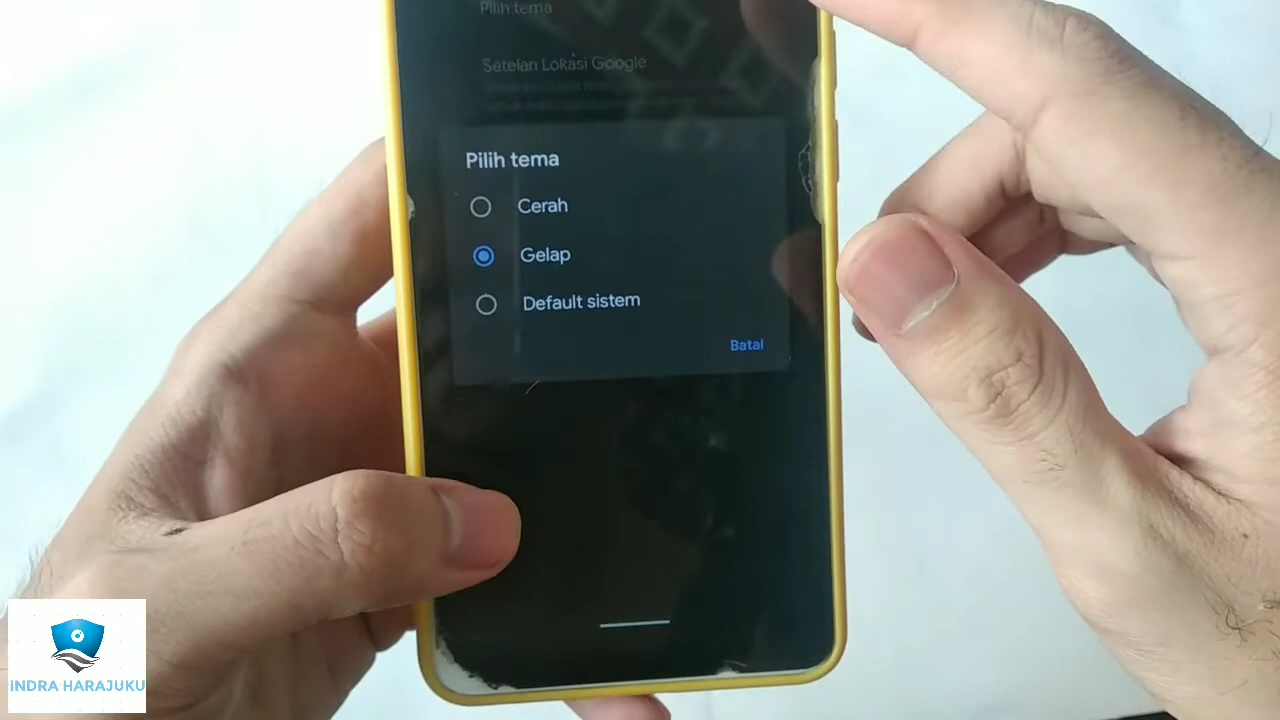 Pilih tema
Setelan Lokasi Google
Pilih tema
Cerah
Gelap
Default sistem
Batal
INDRA HARAJUKU